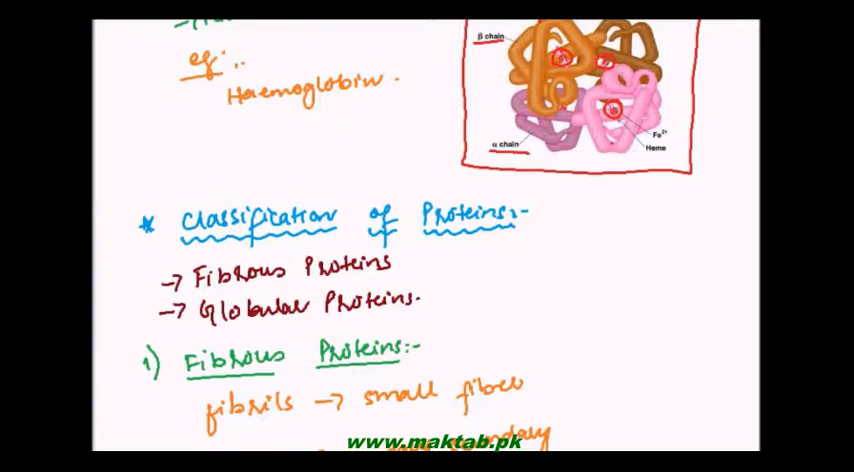 β chain
eg:
Haemoglobin.
Fe2+
Heme
α chain
* Classification of Proteins:-
→ Fibrous Proteins
→ Globular Proteins.
1) Fibrous Proteins:-
fibrils → small fiber
secondary
www.maktab.pk